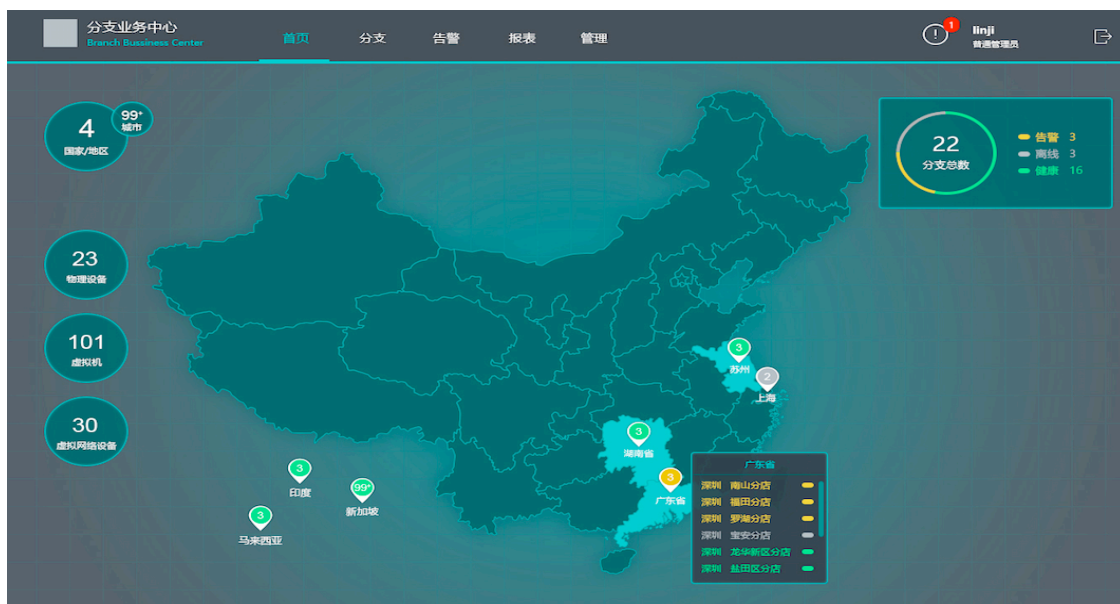 分支业务中心
Branch Bussiness Center
首页
分支
告警
报表
管理
!
1
linji
普通管理员
4
国家/地区
99+
城市
22
分支总数
告警 3
离线 3
健康 16
23
物理设备
101
虚拟机
30
虚拟网络设备
3
苏州
2
上海
3
湖南省
3
广东省
3
印度
99+
新加坡
3
马来西亚
广东省
深圳 南山分店
深圳 福田分店
深圳 罗湖分店
深圳 宝安分店
深圳 龙华新区分店
深圳 盐田区分店